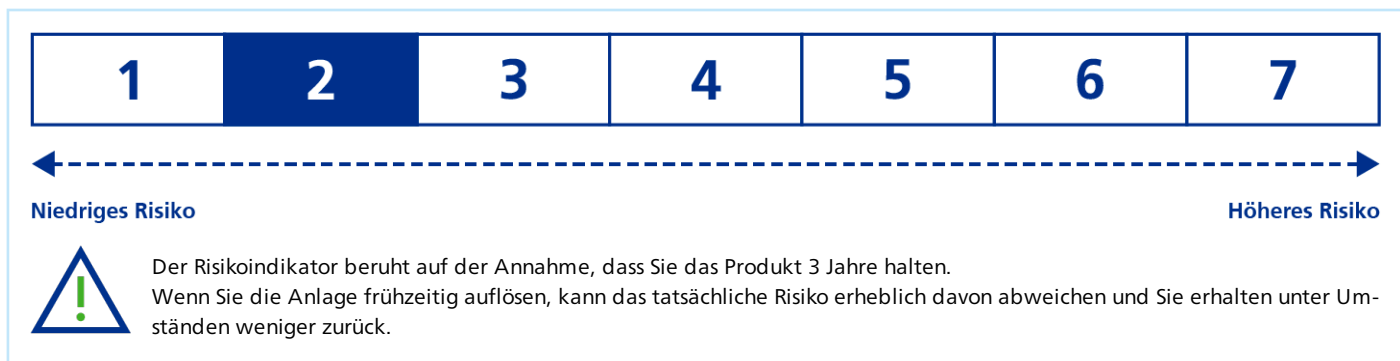 1 2 3 4 5 6 7
Niedriges Risiko Höheres Risiko
Der Risikoindikator beruht auf der Annahme, dass Sie das Produkt 3 Jahre halten.
Wenn Sie die Anlage frühzeitig auflösen, kann das tatsächliche Risiko erheblich davon abweichen und Sie erhalten unter Um-
ständen weniger zurück.